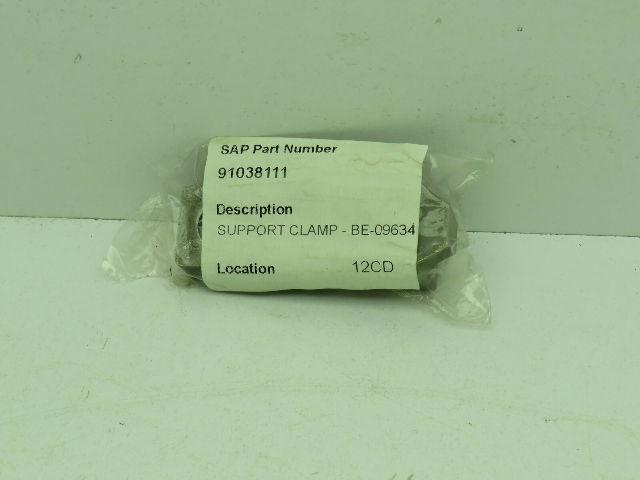 SAP Part Number
91038111
Description
SUPPORT CLAMP - BE-09634
Location 12CD